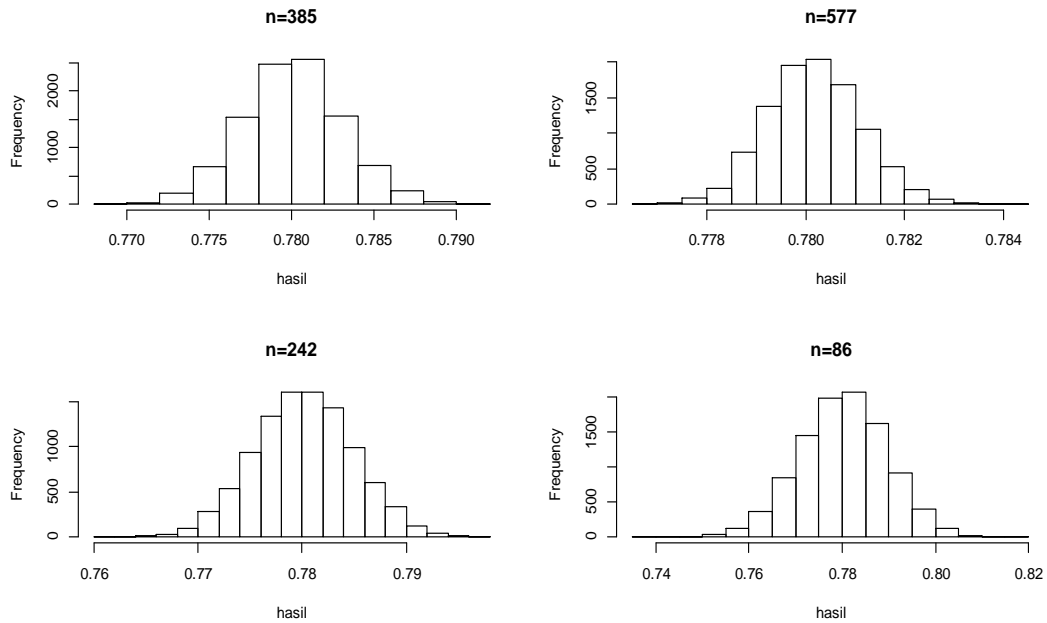 n=385
Frequency
0 1000 2000
0.770 0.775 0.780 0.785 0.790
hasil
n=577
Frequency
0 500 1500
0.778 0.780 0.782 0.784
hasil
n=242
Frequency
0 500 1000
0.76 0.77 0.78 0.79
hasil
n=86
Frequency
0 500 1500
0.74 0.76 0.78 0.80 0.82
hasil